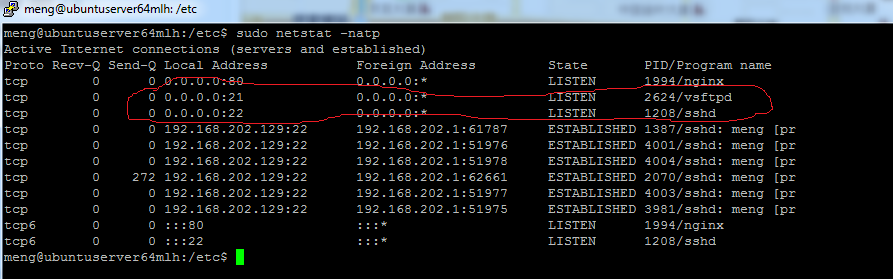 meng@ubuntuserver64mlh: /etc
meng@ubuntuserver64mlh:/etc$ sudo netstat -natp
Active Internet connections (servers and established)
Proto Recv-Q Send-Q Local Address Foreign Address State PID/Program name
tcp 0 0 0.0.0.0:80 0.0.0.0:* LISTEN 1994/nginx
tcp 0 0 0.0.0.0:21 0.0.0.0:* LISTEN 2624/vsftpd
tcp 0 0 0.0.0.0:22 0.0.0.0:* LISTEN 1208/sshd
tcp 0 0 192.168.202.129:22 192.168.202.1:61787 ESTABLISHED 1387/sshd: meng [pr
tcp 0 0 192.168.202.129:22 192.168.202.1:51976 ESTABLISHED 4001/sshd: meng [pr
tcp 0 0 192.168.202.129:22 192.168.202.1:51978 ESTABLISHED 4004/sshd: meng [pr
tcp 0 272 192.168.202.129:22 192.168.202.1:62661 ESTABLISHED 2070/sshd: meng [pr
tcp 0 0 192.168.202.129:22 192.168.202.1:51977 ESTABLISHED 4003/sshd: meng [pr
tcp 0 0 192.168.202.129:22 192.168.202.1:51975 ESTABLISHED 3981/sshd: meng [pr
tcp6 0 0 :::80 :::* LISTEN 1994/nginx
tcp6 0 0 :::22 :::* LISTEN 1208/sshd
meng@ubuntuserver64mlh:/etc$